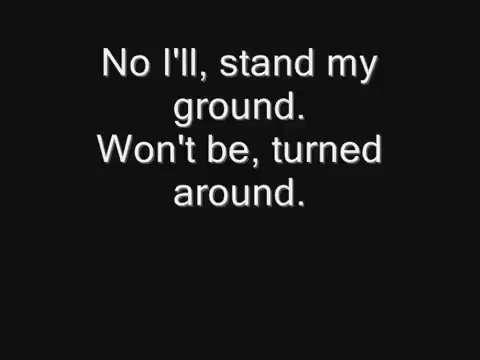 No I'll, stand my
ground.
Won't be, turned
around.